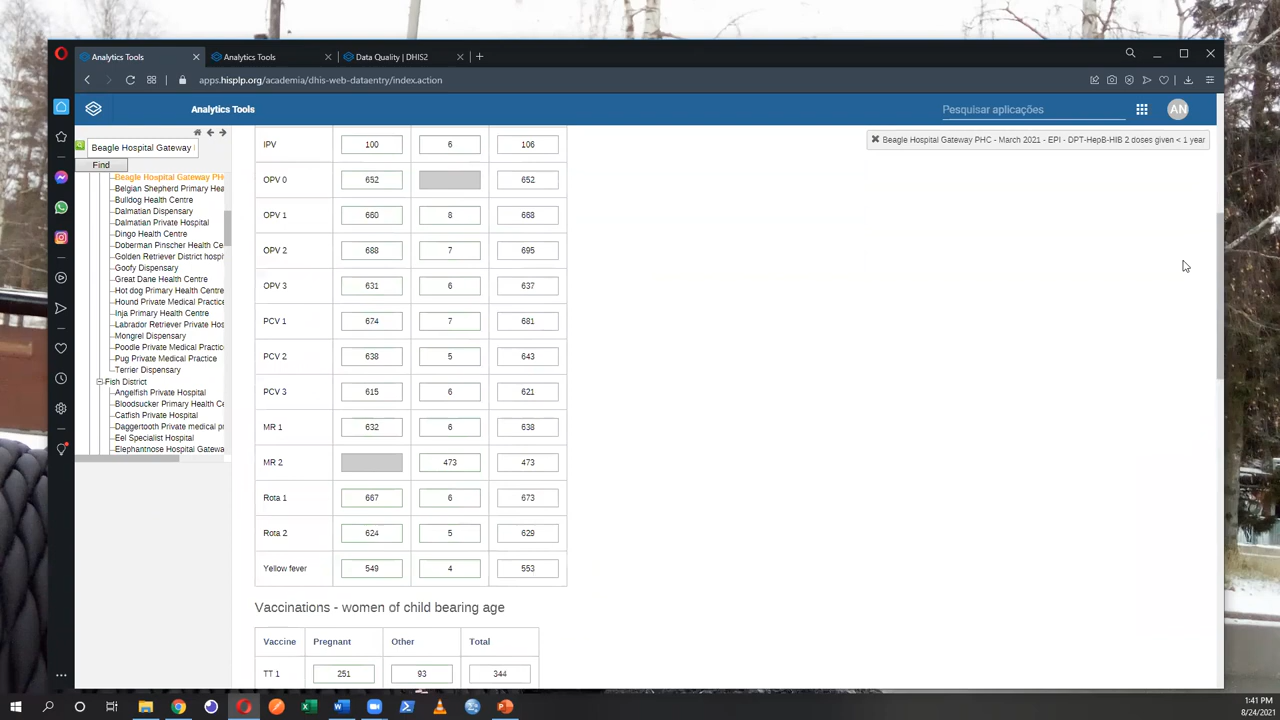 Analytics Tools
Analytics Tools
Data Quality | DHIS2
apps.hisplp.org/academia/dhis-web-dataentry/index.action
Analytics Tools
Pesquisar aplicações
AN
Beagle Hospital Gateway
Find
Beagle Hospital Gateway PH
Belgian Shepherd Primary Hea
Bulldog Health Centre
Dalmatian Dispensary
Dalmatian Private Hospital
Dingo Health Centre
Doberman Pinscher Health Ce
Golden Retriever District hospi
Goofy Dispensary
Great Dane Health Centre
Hot dog Primary Health Centre
Hound Private Medical Practice
Inja Primary Health Centre
Labrador Retriever Private Hos
Mongrel Dispensary
Poodle Private Medical Practice
Pug Private Medical Practice
Terrier Dispensary
Fish District
Angelfish Private Hospital
Bloodsucker Primary Health C
Catfish Private Hospital
Daggertooth Private medical p
Eel Specialist Hospital
Elephantnose Hospital Gatewa
Beagle Hospital Gateway PHC - March 2021 - EPI - DPT-HepB-HIB 2 doses given < 1 year
IPV 100 6 106
OPV 0 652 652
OPV 1 660 8 668
OPV 2 688 7 695
OPV 3 631 6 637
PCV 1 674 7 681
PCV 2 638 5 643
PCV 3 615 6 621
MR 1 632 6 638
MR 2 473 473
Rota 1 667 6 673
Rota 2 624 5 629
Yellow fever 549 4 553
Vaccinations - women of child bearing age
Vaccine Pregnant Other Total
TT 1 251 93 344
1:41 PM
8/24/2021